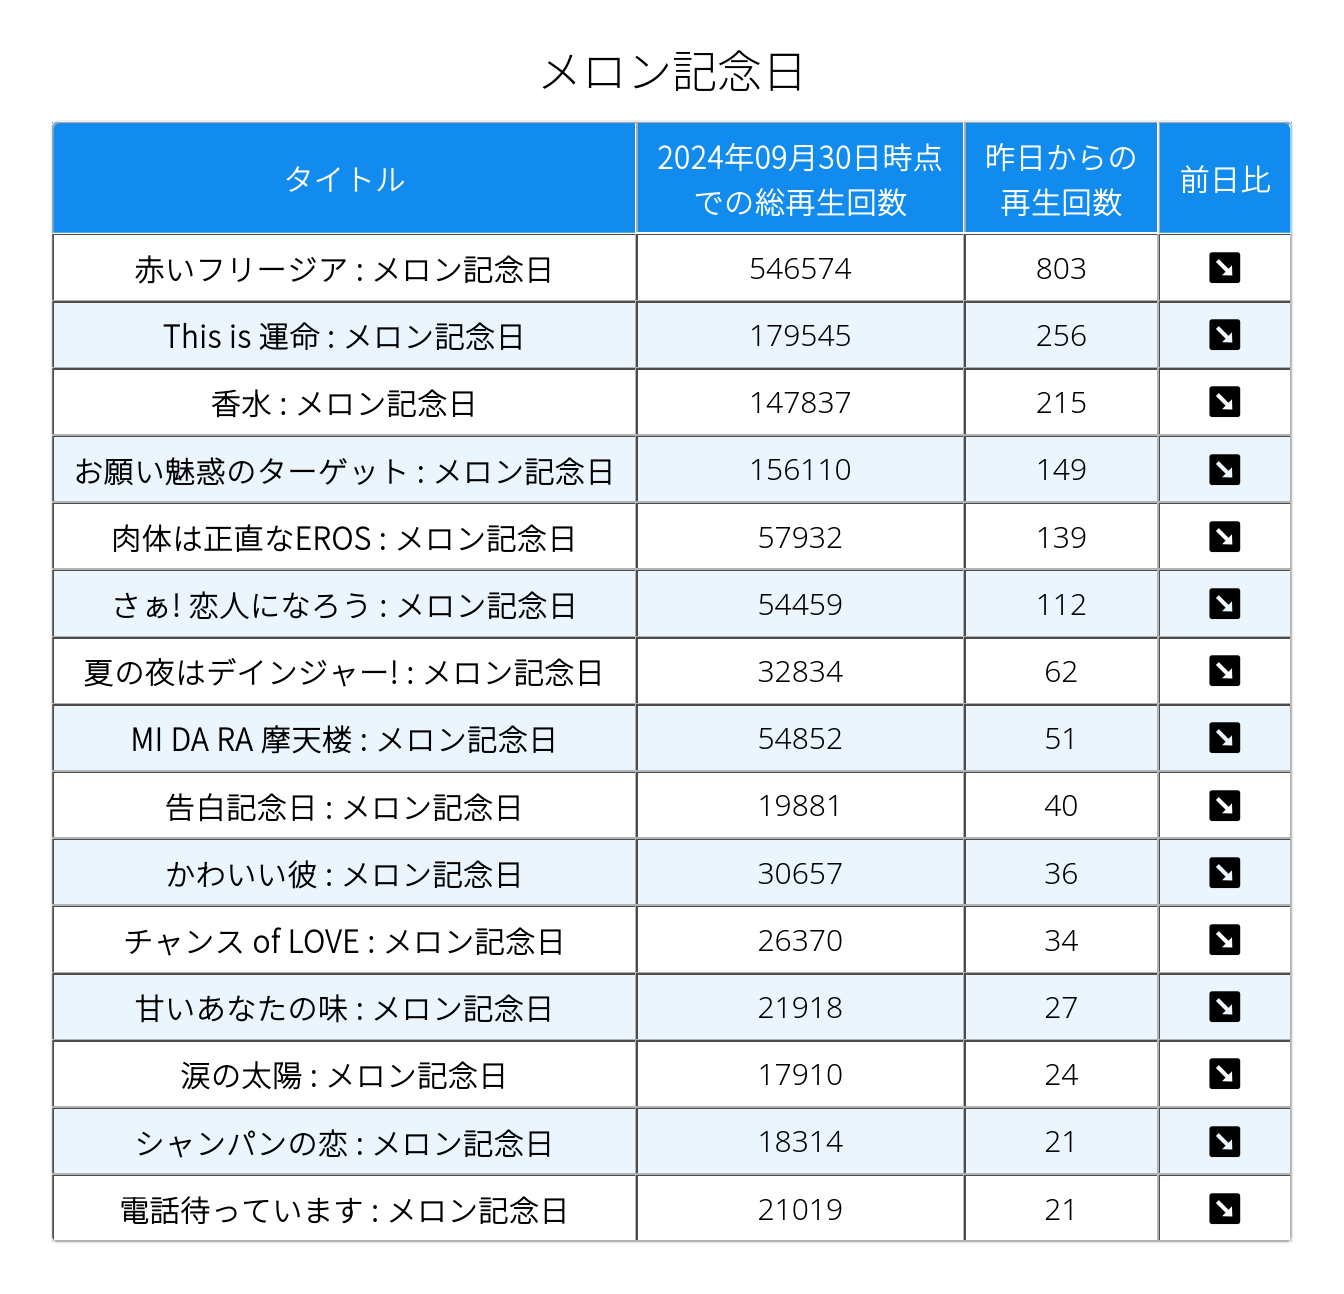 メロン記念日
タイトル 2024年09月30日時点 昨日からの 前日比
での総再生回数 再生回数
赤いフリージア : メロン記念日 546574 803
This is 運命 : メロン記念日 179545 256
香水 : メロン記念日 147837 215
お願い魅惑のターゲット : メロン記念日 156110 149
肉体は正直なEROS : メロン記念日 57932 139
さぁ! 恋人になろう : メロン記念日 54459 112
夏の夜はデインジャー! : メロン記念日 32834 62
MI DA RA 摩天楼 : メロン記念日 54852 51
告白記念日 : メロン記念日 19881 40
かわいい彼 : メロン記念日 30657 36
チャンス of LOVE : メロン記念日 26370 34
甘いあなたの味 : メロン記念日 21918 27
涙の太陽 : メロン記念日 17910 24
シャンパンの恋 : メロン記念日 18314 21
電話待っています : メロン記念日 21019 21